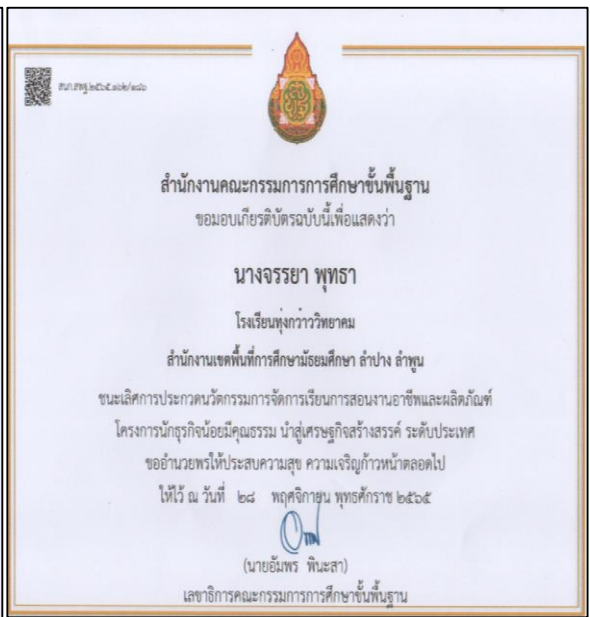 สำนักงานคณะกรรมการการศึกษาขั้นพื้นฐาน
ขอมอบเกียรติบัตรฉบับนี้เพื่อแสดงว่า
นางจรรยา พุทธา
โรงเรียนทุ่งกว๋าววิทยาคม
สำนักงานเขตพื้นที่การศึกษามัธยมศึกษา ลำปาง ลำพูน
ชนะเลิศการประกวดนวัตกรรมการจัดการเรียนการสอนงานอาชีพและผลิตภัณฑ์
โครงการนักธุรกิจน้อยมีคุณธรรม นำสู่เศรษฐกิจสร้างสรรค์ ระดับประเทศ
ขออำนวยพรให้ประสบความสุข ความเจริญก้าวหน้าตลอดไป
ให้ไว้ ณ วันที่ ๒๘ พฤศจิกายน พุทธศักราช ๒๕๖๕
(นายอัมพร พินะสา)
เลขาธิการคณะกรรมการการศึกษาขั้นพื้นฐาน